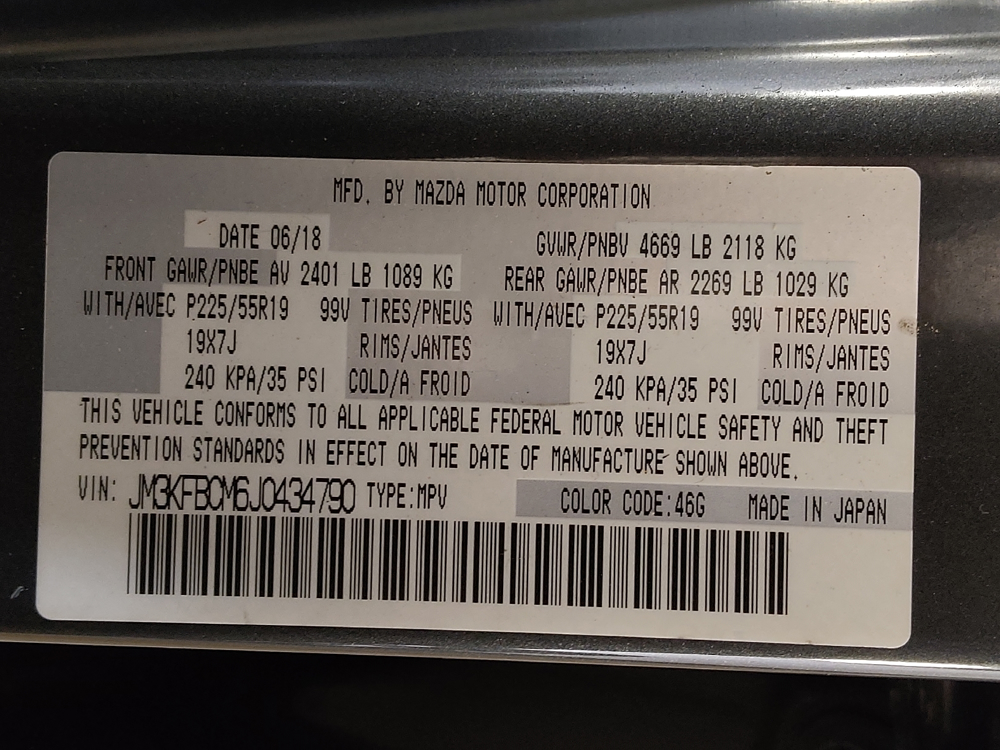 MFD. BY MAZDA MOTOR CORPORATION
DATE 06/18 GVWR/PNBV 4669 LB 2118 KG
FRONT GAWR/PNBE AV 2401 LB 1089 KG REAR GAWR/PNBE AR 2269 LB 1029 KG
WITH/AVEC P225/55R19 99V TIRES/PNEUS WITH/AVEC P225/55R19 99V TIRES/PNEUS
19X7J RIMS/JANTES 19X7J RIMS/JANTES
240 KPA/35 PSI COLD/A FROID 240 KPA/35 PSI COLD/A FROID
THIS VEHICLE CONFORMS TO ALL APPLICABLE FEDERAL MOTOR VEHICLE SAFETY AND THEFT
PREVENTION STANDARDS IN EFFECT ON THE DATE OF MANUFACTURE SHOWN ABOVE.
VIN: JM3KFBCM6J0434790 TYPE:MPV COLOR CODE:46G MADE IN JAPAN